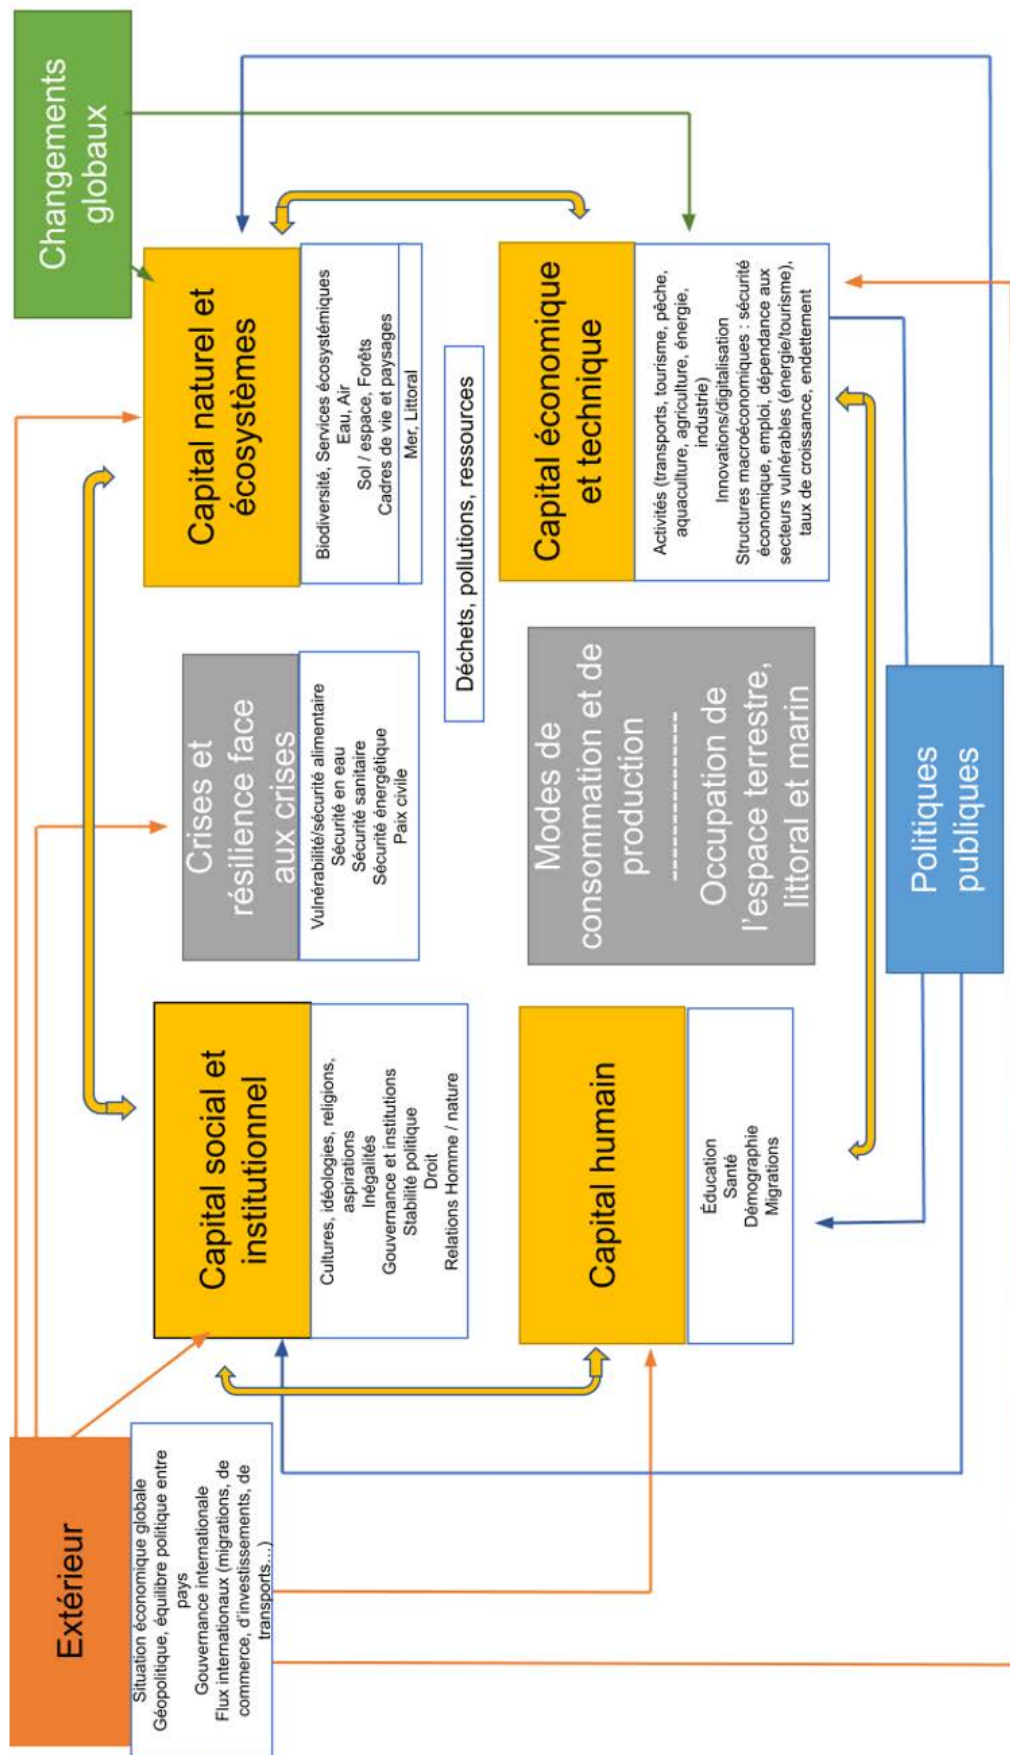 Extérieur
Situation économique globale
Géopolitique, équilibre politique entre
pays
Gouvernance internationale
Flux internationaux (migrations, de
commerce, d'investissements, de
transports…)
Capital social et
institutionnel
Cultures, idéologies, religions,
aspirations
Inégalités
Gouvernance et institutions
Stabilité politique
Droit
Relations Homme / nature
Crises et
résilience face
aux crises
Vulnérabilité/sécurité alimentaire
Sécurité en eau
Sécurité sanitaire
Sécurité énergétique
Paix civile
Capital naturel et
écosystèmes
Biodiversité, Services écosystémiques
Eau, Air
Sol / espace, Forêts
Cadres de vie et paysages
Mer, Littoral
Changements
globaux
Déchets, pollutions, ressources
Capital humain
Éducation
Santé
Démographie
Migrations
Modes de
consommation et de
production
---------------
Occupation de
l'espace terrestre,
littoral et marin
Capital économique
et technique
Activités (transports, tourisme, pêche,
aquaculture, agriculture, énergie,
industrie)
Innovations/digitalisation
Structures macroéconomiques : sécurité
économique, emploi, dépendance aux
secteurs vulnérables (énergie/tourisme),
taux de croissance, endettement
Politiques
publiques